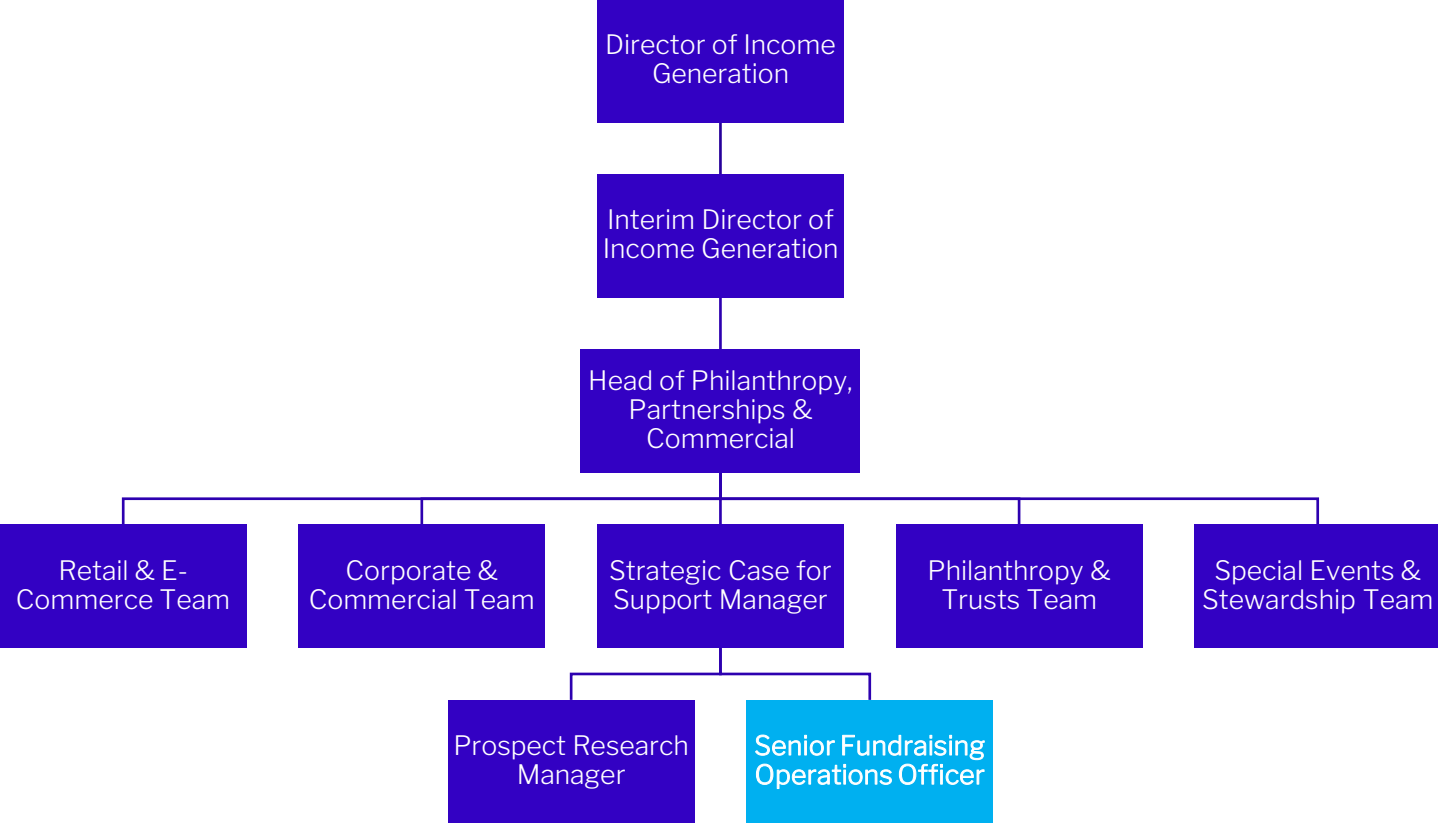 Director of Income
Generation
Interim Director of
Income Generation
Head of Philanthropy,
Partnerships &
Commercial
Retail & E-
Commerce Team
Corporate &
Commercial Team
Strategic Case for
Support Manager
Philanthropy &
Trusts Team
Special Events &
Stewardship Team
Prospect Research
Manager
Senior Fundraising
Operations Officer